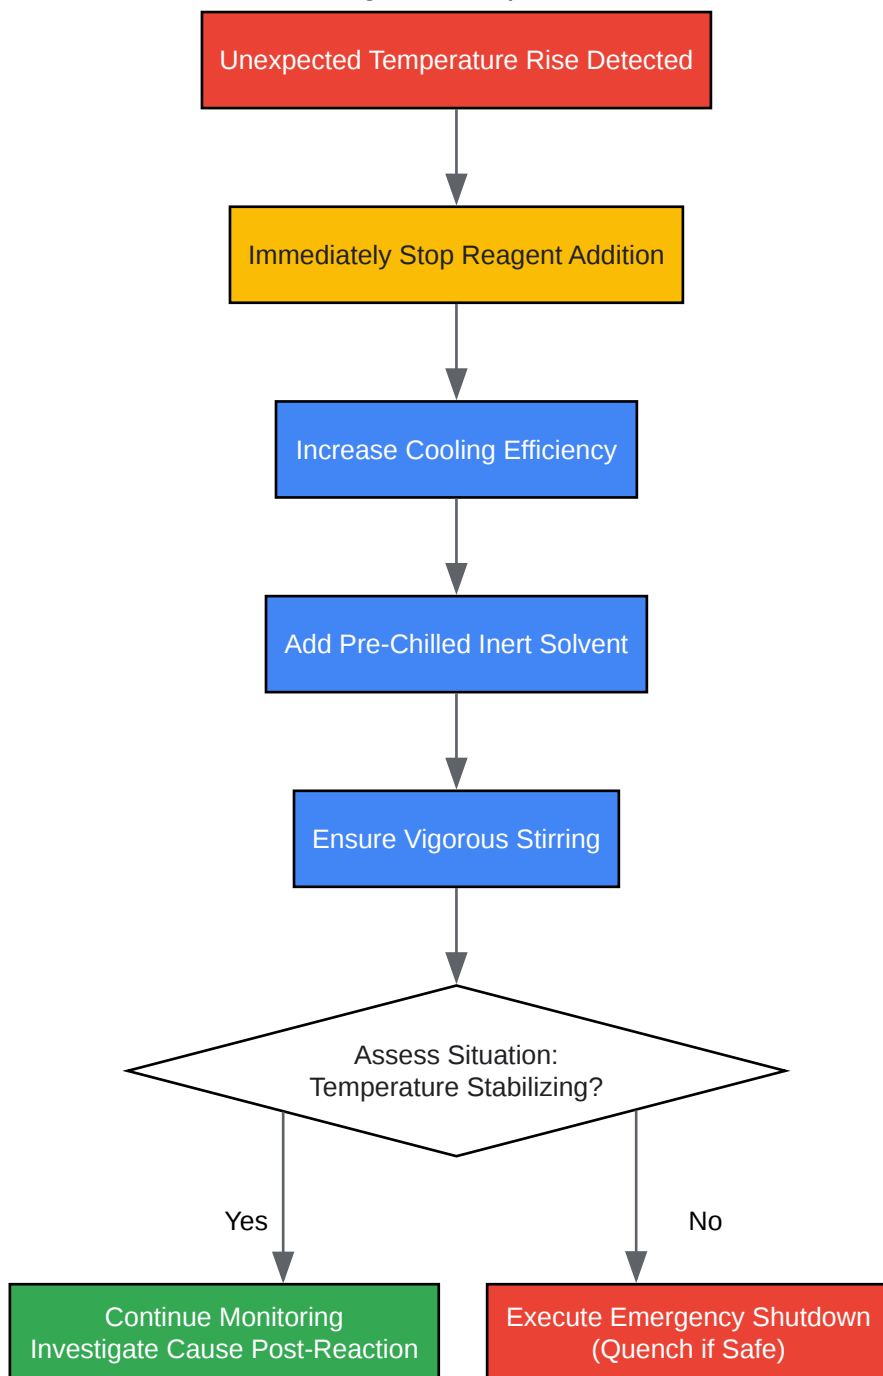 Unexpected Temperature Rise Detected
Immediately Stop Reagent Addition
Increase Cooling Efficiency
Add Pre-Chilled Inert Solvent
Ensure Vigorous Stirring
Assess Situation:
Temperature Stabilizing?
Yes
No
Continue Monitoring
Investigate Cause Post-Reaction
Execute Emergency Shutdown
(Quench if Safe)